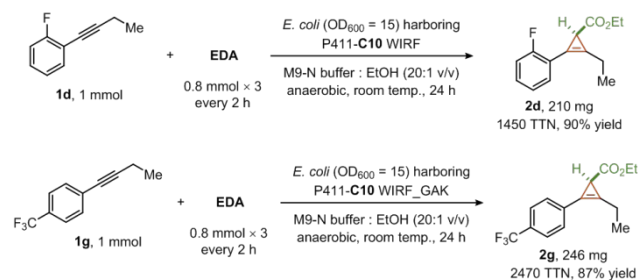 F
Me
1d, 1 mmol
+
EDA
0.8 mmol × 3
every 2 h
E. coli (OD600 = 15) harboring
P411-C10 WIRF
M9-N buffer : EtOH (20:1 v/v)
anaerobic, room temp., 24 h
H CO2Et
F
Me
2d, 210 mg
1450 TTN, 90% yield
Me
F3C
1g, 1 mmol
+
EDA
0.8 mmol × 3
every 2 h
E. coli (OD600 = 15) harboring
P411-C10 WIRF_GAK
M9-N buffer : EtOH (20:1 v/v)
anaerobic, room temp., 24 h
H CO2Et
Me
F3C
2g, 246 mg
2470 TTN, 87% yield